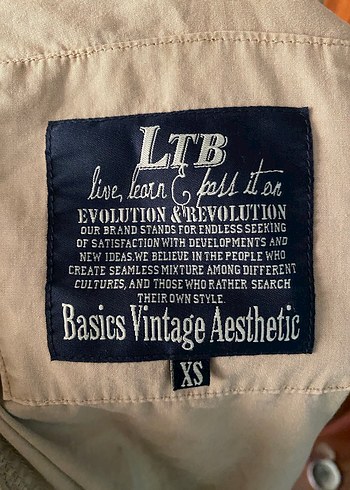 LTB
live, learn & pass it on
EVOLUTION & REVOLUTION
OUR BRAND STANDS FOR ENDLESS SEEKING
OF SATISFACTION WITH DEVELOPMENTS AND
NEW IDEAS.WE BELIEVE IN THE PEOPLE WHO
CREATE SEAMLESS MIXTURE AMONG DIFFERENT
CULTURES, AND THOSE WHO RATHER SEARCH
THEIR OWN STYLE.
Basics Vintage Aesthetic
XS